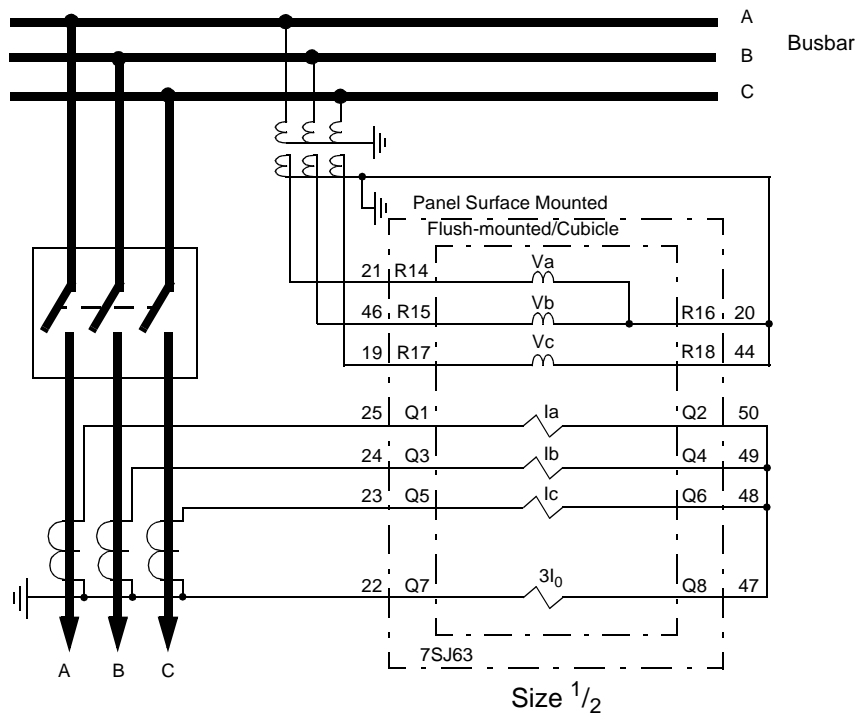 A
Busbar
B
C
Panel Surface Mounted
Flush-mounted/Cubicle
21 R14 Va
46 R15 Vb R16 20
19 R17 Vc R18 44
25 Q1 Ia Q2 50
24 Q3 Ib Q4 49
23 Q5 Ic Q6 48
22 Q7 3I0 Q8 47
7SJ63
A B C
Size 1/2